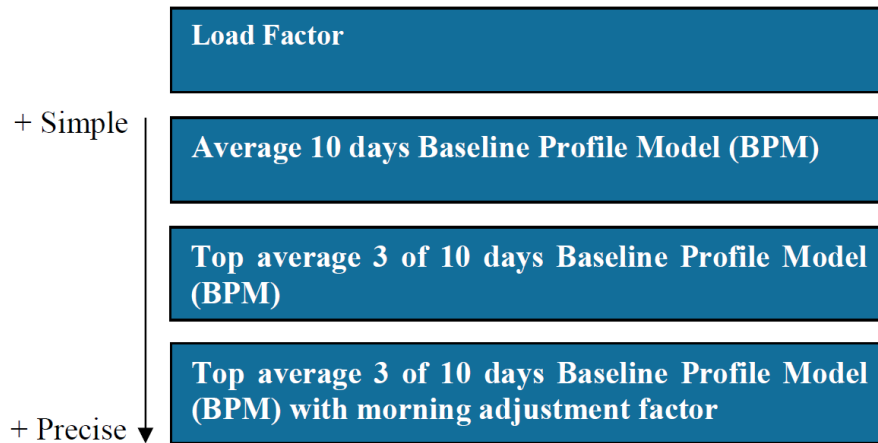 Load Factor
+ Simple
Average 10 days Baseline Profile Model (BPM)
Top average 3 of 10 days Baseline Profile Model
(BPM)
Top average 3 of 10 days Baseline Profile Model
(BPM) with morning adjustment factor
+ Precise